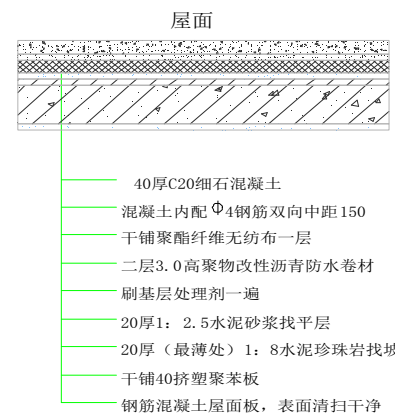 屋面
40厚C20细石混凝土
混凝土内配Φ4钢筋双向中距150
干铺聚酯纤维无纺布一层
二层3.0高聚物改性沥青防水卷材
刷基层处理剂一遍
20厚1：2.5水泥砂浆找平层
20厚（最薄处）1：8水泥珍珠岩找坡
干铺40挤塑聚苯板
钢筋混凝土屋面板，表面清扫干净